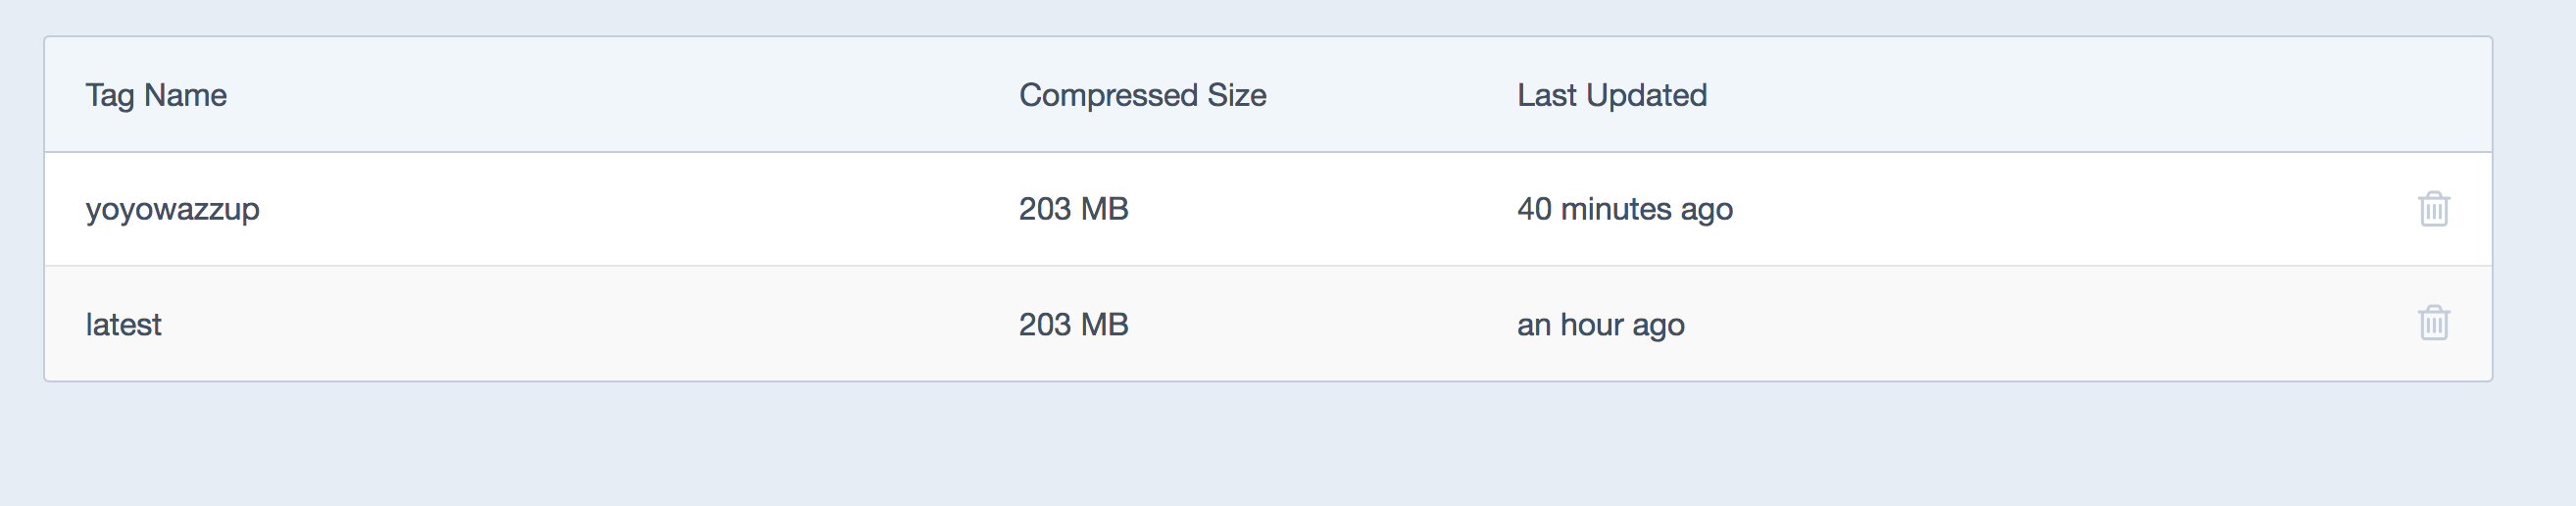 Tag Name Compressed Size Last Updated
yoyowazzup 203 MB 40 minutes ago
latest 203 MB an hour ago